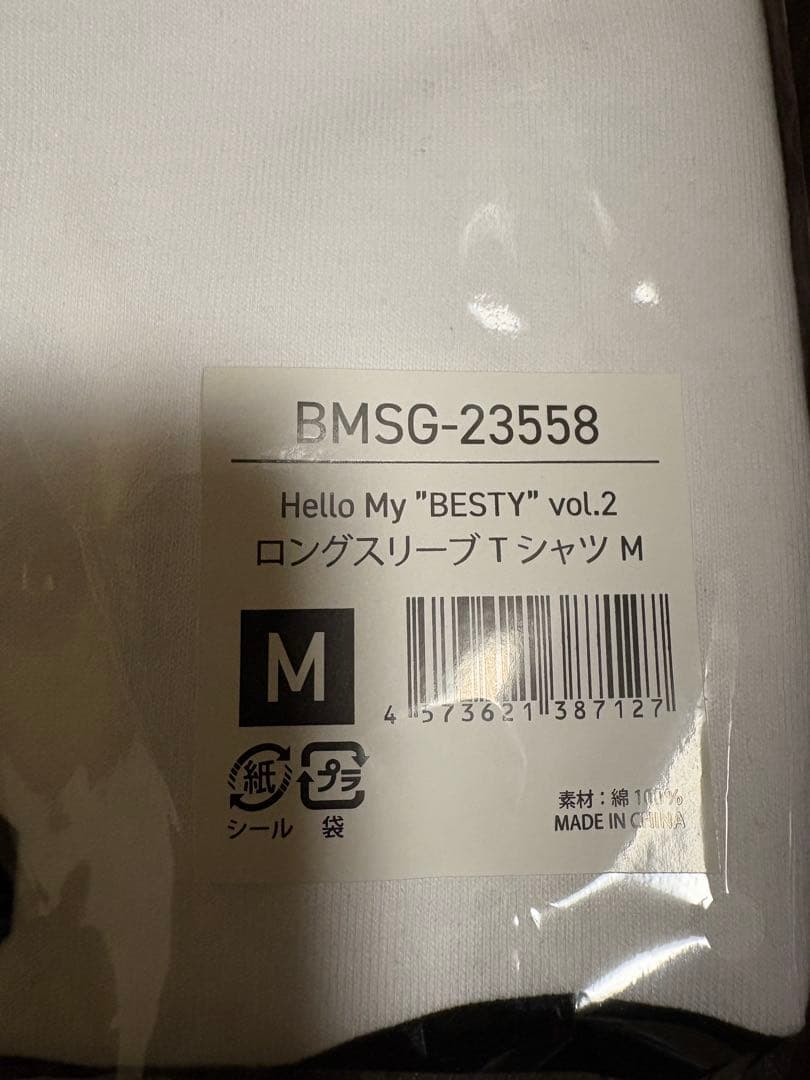 BMSG-23558
Hello My "BESTY" vol.2
ロングスリーブ T シャツ M
M
4 573621 387127
紙 プラ
シール 袋
素材：綿 100%
MADE IN CHINA